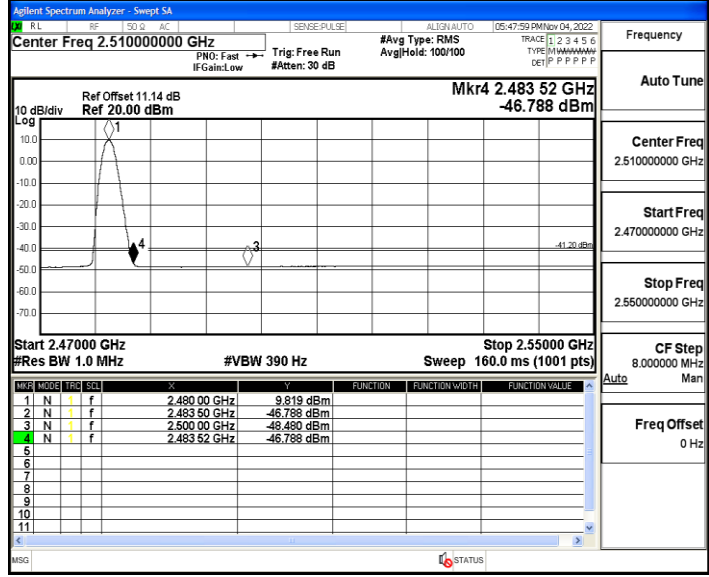 Agilent Spectrum Analyzer - Swept SA
RL RF 50 Ω AC SENSE:PULSE ALIGN AUTO 05:47:59 PM Nov 04, 2022
Center Freq 2.510000000 GHz
PNO: Fast
IFGain:Low
Trig: Free Run
#Atten: 30 dB
#Avg Type: RMS
Avg|Hold: 100/100
TRACE 1 2 3 4 5 6
TYPE MWWWWW
DET P P P P P P
Ref Offset 11.14 dB
10 dB/div Ref 20.00 dBm
Log
Mkr4 2.483 52 GHz
-46.788 dBm
10.0
0.00
-10.0
-20.0
-30.0
-40.0
-50.0
-60.0
-70.0
1
4
3
-41.20 dBm
Start 2.47000 GHz Stop 2.55000 GHz
#Res BW 1.0 MHz #VBW 390 Hz Sweep 160.0 ms (1001 pts)
MKR MODE TRC SCL X Y FUNCTION FUNCTION WIDTH FUNCTION VALUE
1 N 1 f 2.480 00 GHz 9.819 dBm
2 N 1 f 2.483 50 GHz -46.788 dBm
3 N 1 f 2.500 00 GHz -48.480 dBm
4 N 1 f 2.483 52 GHz -46.788 dBm
5
6
7
8
9
10
11
MSG STATUS
Frequency
Auto Tune
Center Freq
2.510000000 GHz
Start Freq
2.470000000 GHz
Stop Freq
2.550000000 GHz
CF Step
8.000000 MHz
Auto Man
Freq Offset
0 Hz